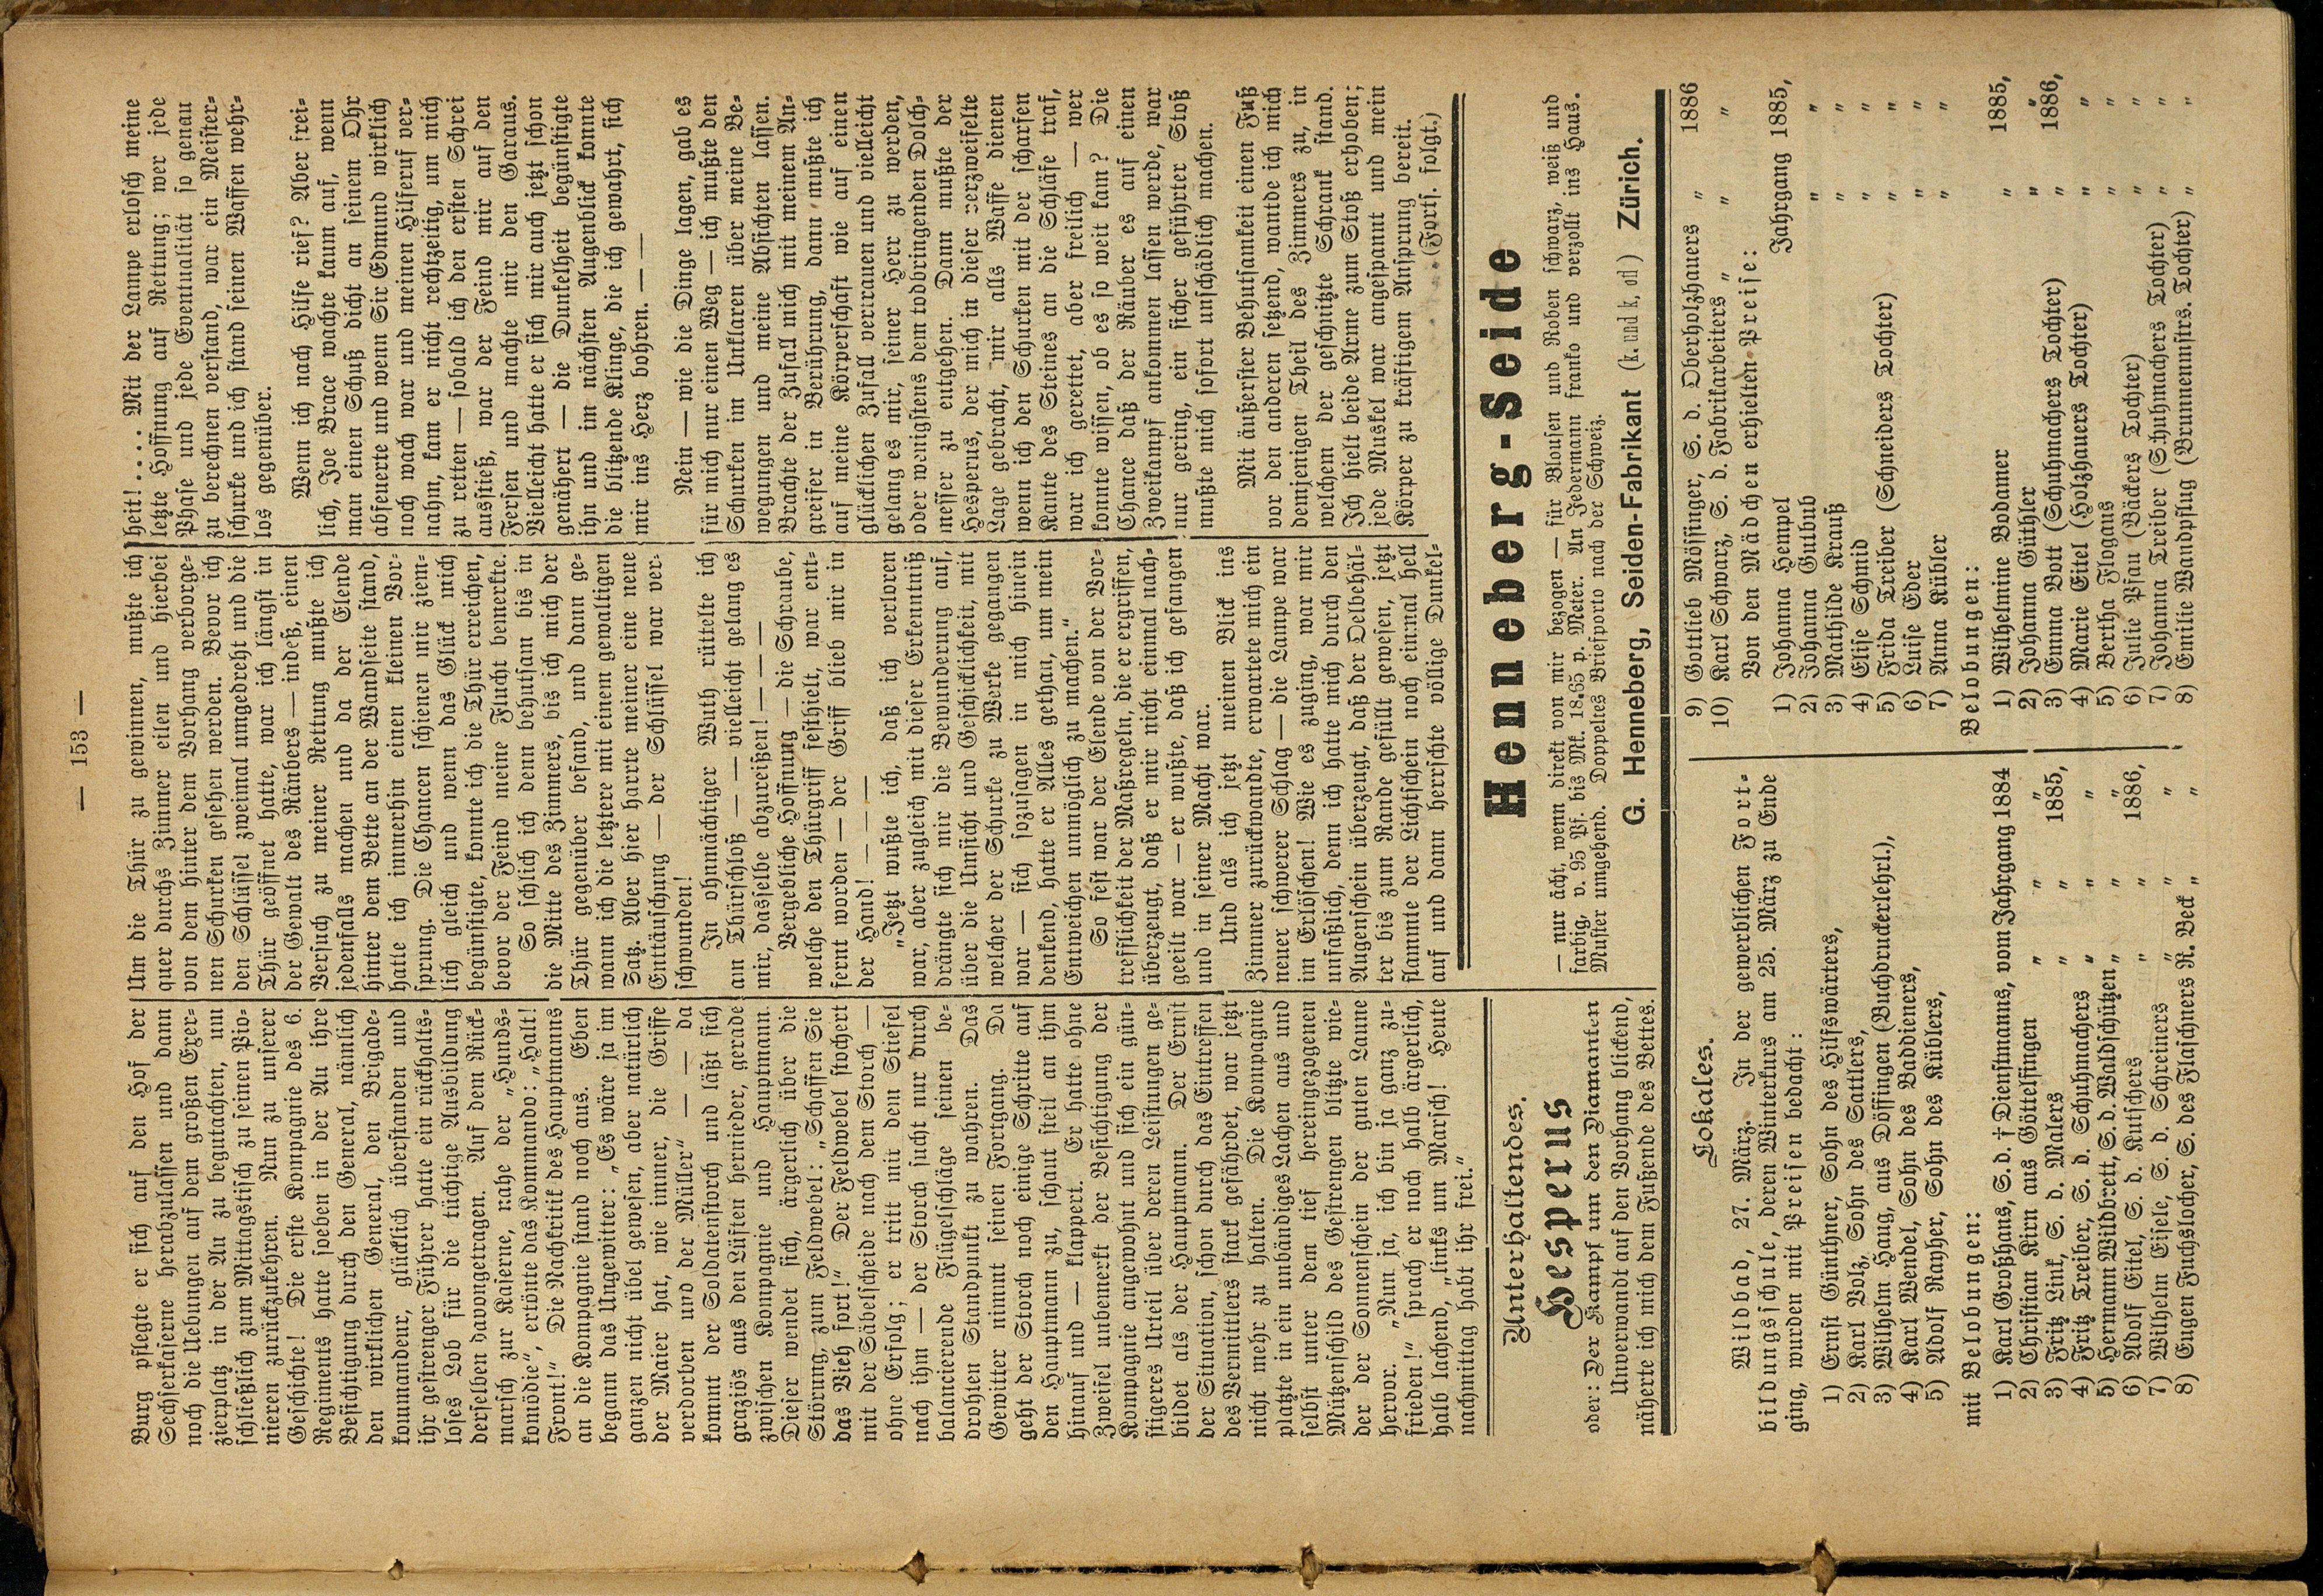 — 153 —
Burg pflegte er sich auf den Hof der
Sechserkaserne herabzulassen und dann
noch die Uebungen auf dem großen Exer-
zierplatz in der Au zu begutachten, um
schließlich zum Mittagstisch zu seinen Pio-
nieren zurückzukehren. Nun zu unserer
Geschichte! Die erste Kompagnie des 6.
Regiments hatte soeben in der Au ihre
Besichtigung durch den General, nämlich
den wirklichen General, den Brigade-
kommandeur, glücklich überstanden und
ihr gestrenger Führer hatte ein rückhalts-
loses Lob für die tüchtige Ausbildung
derselben davongetragen. Auf dem Rück-
marsch zur Kaserne, nahe der „Hunds-
komödie“, ertönte das Kommando: „Halt!
Front!“ Die Nachkritik des Hauptmanns
an die Kompagnie stand noch aus. Eben
begann das Ungewitter: „Es wäre ja im
ganzen nicht übel gewesen, aber natürlich
der Maier hat, wie immer, die Griffe
verdorben und der Müller“ — — da
kommt der Soldatenstorch und läßt sich
graziös aus den Lüften hernieder, gerade
zwischen Kompagnie und Hauptmann.
Dieser wendet sich, ärgerlich über die
Störung, zum Feldwebel: „Schaffen Sie
das Vieh fort!“ Der Feldwebel stochert
mit der Säbelscheide nach dem Storch —
ohne Erfolg; er tritt mit dem Stiefel
nach ihm — der Storch sucht nur durch
balancierende Flügelschläge seinen be-
drohten Standpunkt zu wahren. Das
Gewitter nimmt seinen Fortgang. Da
geht der Storch noch einige Schritte auf
den Hauptmann zu, schaut steil an ihm
hinauf und — klappert. Er hatte ohne
Zweifel unbemerkt der Besichtigung der
Kompagnie angewohnt und sich ein gün-
stigeres Urteil über deren Leistungen ge-
bildet als der Hauptmann. Der Ernst
der Situation, schon durch das Eintreffen
des Vermittlers stark gefährdet, war jetzt
nicht mehr zu halten. Die Kompagnie
platzte in ein unbändiges Lachen aus und
selbst unter dem tief hereingezogenen
Mützenschild des Gestrengen blitzte wie-
der der Sonnenschein der guten Laune
hervor. „Nun ja, ich bin ja ganz zu-
frieden!“ sprach er noch halb ärgerlich,
halb lachend, „links um Marsch! Heute
nachmittag habt ihr frei.“
Unterhaltendes.
Hesperus
oder: Der Kampf um den Diamanten
Unverwandt auf den Vorhang blickend,
näherte ich mich dem Fußende des Bettes.
Um die Thür zu gewinnen, mußte ich
quer durchs Zimmer eilen und hierbei
von dem hinter den Vorhang verborge-
nen Schurken gesehen werden. Bevor ich
den Schlüssel zweimal umgedreht und die
Thür geöffnet hatte, war ich längst in
der Gewalt des Räubers — indeß, einen
Versuch zu meiner Rettung mußte ich
jedenfalls machen und da der Elende
hinter dem Bette an der Wandseite stand,
hatte ich immerhin einen kleinen Vor-
sprung. Die Chancen schienen mir ziem-
lich gleich und wenn das Glück mich
begünstigte, konnte ich die Thür erreichen,
bevor der Feind meine Flucht bemerkte.
So schlich ich denn behutsam bis in
die Mitte des Zimmers, bis ich mich der
Thür gegenüber befand, und dann ge-
wann ich die letztere mit einem gewaltigen
Satz. Aber hier harrte meiner eine neue
Enttäuschung — der Schlüssel war ver-
schwunden!
In ohnmächtiger Wuth rüttelte ich
am Thürschloß — — vielleicht gelang es
mir, dasselbe abzureißen! — — —
Vergebliche Hoffnung — die Schraube,
welche den Thürgriff festhielt, war ent-
fernt worden — der Griff blieb mir in
der Hand! — — —
„Jetzt wußte ich, daß ich verloren
war, aber zugleich mit dieser Erkenntniß
drängte sich mir die Bewunderung auf,
über die Umsicht und Geschicklichkeit, mit
welcher der Schurke zu Werke gegangen
war — sich sozusagen in mich hinein
denkend, hatte er Alles gethan, um mein
Entweichen unmöglich zu machen.“
So fest war der Elende von der Vor-
trefflichkeit der Maßregeln, die er ergriffen,
überzeugt, daß er mir nicht einmal nach-
geeilt war — er wußte, daß ich gefangen
und in seiner Macht war.
Und als ich jetzt meinen Blick ins
Zimmer zurückwandte, erwartete mich ein
neuer schwerer Schlag — die Lampe war
im Erlöschen! Wie es zuging, war mir
unfaßlich, denn ich hatte mich durch den
Augenschein überzeugt, daß der Oelbehäl-
ter bis zum Rande gefüllt gewesen, jetzt
flammte der Lichtschein noch einmal hell
auf und dann herrschte völlige Dunkel-
heit! . . . . Mit der Lampe erlosch meine
letzte Hoffnung auf Rettung; wer jede
Phase und jede Eventualität so genau
zu berechnen verstand, war ein Meister-
schurke und ich stand seinen Waffen wehr-
los gegenüber.
Wenn ich nach Hilfe rief? Aber frei-
lich, Joe Brace wachte kaum auf, wenn
man einen Schuß dicht an seinem Ohr
abfeuerte und wenn Sir Edmund wirklich
noch wach war und meinen Hilferuf ver-
nahm, kam er nicht rechtzeitig, um mich
zu retten — sobald ich den ersten Schrei
ausstieß, war der Feind mir auf den
Fersen und machte mir den Garaus.
Vielleicht hatte er sich mir auch jetzt schon
genähert — die Dunkelheit begünstigte
ihn und im nächsten Augenblick konnte
die blitzende Klinge, die ich gewahrt, sich
mir ins Herz bohren. — —
Nein — wie die Dinge lagen, gab es
für mich nur einen Weg — ich mußte den
Schurken im Unklaren über meine Be-
wegungen und meine Absichten lassen.
Brachte der Zufall mich mit meinem An-
greifer in Berührung, dann mußte ich
auf meine Körperschaft wie auf einen
glücklichen Zufall vertrauen und vielleicht
gelang es mir, seiner Herr zu werden,
oder wenigstens dem todbringenden Dolch-
messer zu entgehen. Dann mußte der
Hesperus, der mich in dieser verzweifelte
Lage gebracht, mir als Waffe dienen
wenn ich den Schurken mit der scharfen
Kante des Steines an die Schläfe traf,
war ich gerettet, aber freilich — wer
konnte wissen, ob es so weit kam? Die
Chance daß der Räuber es auf einen
Zweikampf ankommen lassen werde, war
nur gering, ein sicher geführter Stoß
mußte mich sofort unschädlich machen.
Mit äußerster Behutsamkeit einen Fuß
vor den anderen setzend, wandte ich mich
demjenigen Theil des Zimmers zu, in
welchem der geschnitzte Schrank stand.
Ich hielt beide Arme zum Stoß erhoben;
jede Muskel war angespannt und mein
Körper zu kräftigem Ansprung bereit.
(Forts. folgt.)
Henneberg-Seide
— nur ächt, wenn direkt von mir bezogen — für Blousen und Roben schwarz, weiß und
farbig, v. 95 Pf. bis Mk. 18.65 p. Meter. An Jedermann franko und verzollt ins Haus.
Muster umgehend. Doppeltes Briefporto nach der Schweiz.
G. Henneberg, Seiden-Fabrikant (k. und k. Hof) Zürich.
Lokales.
Wildbad, 27. März. In der gewerblichen Fort-
bildungsschule, deren Winterkurs am 25. März zu Ende
ging, wurden mit Preisen bedacht:
1) Ernst Günthner, Sohn des Hilfswärters,
2) Karl Volz, Sohn des Sattlers,
3) Wilhelm Haug, aus Döffingen (Buchdruckerlehrl.),
4) Karl Wendel, Sohn des Baddieners,
5) Adolf Rayher, Sohn des Küblers,
mit Belobungen:
1) Karl Großhans, S. d. † Dienstmanns, vom Jahrgang 1884
2) Christian Kirn aus Göttelfingen „ „ „
3) Fritz Link, S. d. Malers „ „ 1885,
4) Fritz Treiber, S. d. Schuhmachers „ „ „
5) Hermann Wildbrett, S. d. Waldschützen „ „ „
6) Adolf Eitel, S. d. Kutschers „ „ 1886,
7) Wilhelm Eisele, S. d. Schreiners „ „ „
8) Eugen Fuchslocher, S. des Flaschners R. Beck „ „
9) Gottlieb Mössinger, S. d. Oberholzhauers „ „ 1886
10) Karl Schwarz, S. d. Fabrikarbeiters „ „ „
Von den Mädchen erhielten Preise:
1) Johanna Hempel Jahrgang 1885,
2) Johanna Gutbub „ „
3) Mathilde Krauß „ „
4) Elise Schmid „ „
5) Frida Treiber (Schneiders Tochter) „ „
6) Luise Eder „ „
7) Anna Kübler „ „
Belobungen:
1) Wilhelmine Bodamer „ 1885,
2) Johanna Güthler „ „
3) Emma Bott (Schuhmachers Tochter) „ 1886,
4) Marie Eitel (Holzhauers Tochter) „ „
5) Bertha Flogaus „ „
6) Julie Pfau (Bäckers Tochter) „ „
7) Johanna Treiber (Schuhmachers Tochter) „ „
8) Emilie Wandpflug (Brunnenmstrs. Tochter) „ „